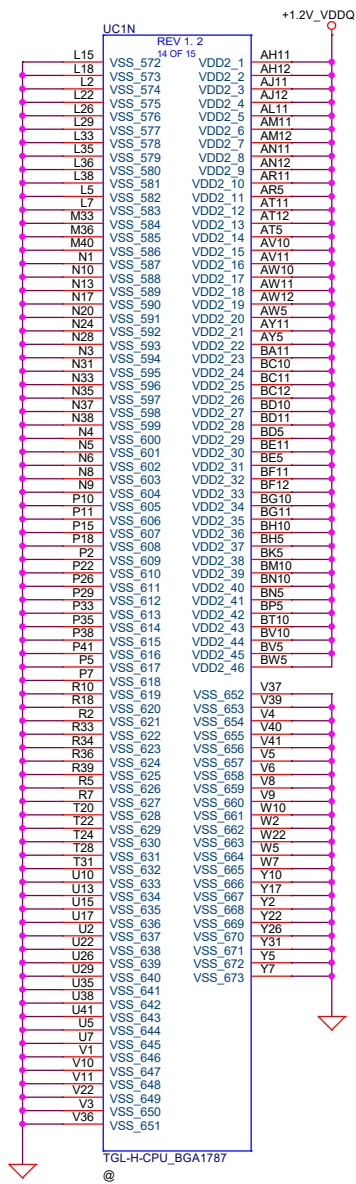 +1.2V_VDDQ
UC1N
REV 1. 2
14 OF 15
L15 VSS_572 VDD2_1 AH11
L18 VSS_573 VDD2_2 AH12
L2 VSS_574 VDD2_3 AJ11
L22 VSS_575 VDD2_4 AJ12
L26 VSS_576 VDD2_5 AL11
L29 VSS_577 VDD2_6 AM11
L33 VSS_578 VDD2_7 AM12
L35 VSS_579 VDD2_8 AN11
L36 VSS_580 VDD2_9 AN12
L38 VSS_581 VDD2_10 AR11
L5 VSS_582 VDD2_11 AR5
L7 VSS_583 VDD2_12 AT11
M33 VSS_584 VDD2_13 AT12
M36 VSS_585 VDD2_14 AT5
M40 VSS_586 VDD2_15 AV10
N1 VSS_587 VDD2_16 AV11
N10 VSS_588 VDD2_17 AW10
N13 VSS_589 VDD2_18 AW11
N17 VSS_590 VDD2_19 AW12
N20 VSS_591 VDD2_20 AW5
N24 VSS_592 VDD2_21 AY11
N28 VSS_593 VDD2_22 AY5
N3 VSS_594 VDD2_23 BA11
N31 VSS_595 VDD2_24 BC10
N33 VSS_596 VDD2_25 BC11
N35 VSS_597 VDD2_26 BC12
N37 VSS_598 VDD2_27 BD10
N38 VSS_599 VDD2_28 BD11
N4 VSS_600 VDD2_29 BD5
N5 VSS_601 VDD2_30 BE11
N6 VSS_602 VDD2_31 BE5
N8 VSS_603 VDD2_32 BF11
N9 VSS_604 VDD2_33 BF12
P10 VSS_605 VDD2_34 BG10
P11 VSS_606 VDD2_35 BG11
P15 VSS_607 VDD2_36 BH10
P18 VSS_608 VDD2_37 BH5
P2 VSS_609 VDD2_38 BK5
P22 VSS_610 VDD2_39 BM10
P26 VSS_611 VDD2_40 BN10
P29 VSS_612 VDD2_41 BN5
P33 VSS_613 VDD2_42 BP5
P35 VSS_614 VDD2_43 BT10
P38 VSS_615 VDD2_44 BV10
P41 VSS_616 VDD2_45 BV5
P5 VSS_617 VDD2_46 BW5
P7 VSS_618
R10 VSS_619 VSS_652 V37
R18 VSS_620 VSS_653 V39
R2 VSS_621 VSS_654 V4
R33 VSS_622 VSS_655 V40
R34 VSS_623 VSS_656 V41
R36 VSS_624 VSS_657 V5
R39 VSS_625 VSS_658 V6
R5 VSS_626 VSS_659 V8
R7 VSS_627 VSS_660 V9
T20 VSS_628 VSS_661 W10
T22 VSS_629 VSS_662 W2
T24 VSS_630 VSS_663 W22
T28 VSS_631 VSS_664 W5
T31 VSS_632 VSS_665 W7
U10 VSS_633 VSS_666 Y10
U13 VSS_634 VSS_667 Y17
U15 VSS_635 VSS_668 Y2
U17 VSS_636 VSS_669 Y22
U2 VSS_637 VSS_670 Y26
U22 VSS_638 VSS_671 Y31
U26 VSS_639 VSS_672 Y5
U29 VSS_640 VSS_673 Y7
U35 VSS_641
U38 VSS_642
U41 VSS_643
U5 VSS_644
U7 VSS_645
V1 VSS_646
V10 VSS_647
V11 VSS_648
V22 VSS_649
V3 VSS_650
V36 VSS_651
TGL-H-CPU_BGA1787
@